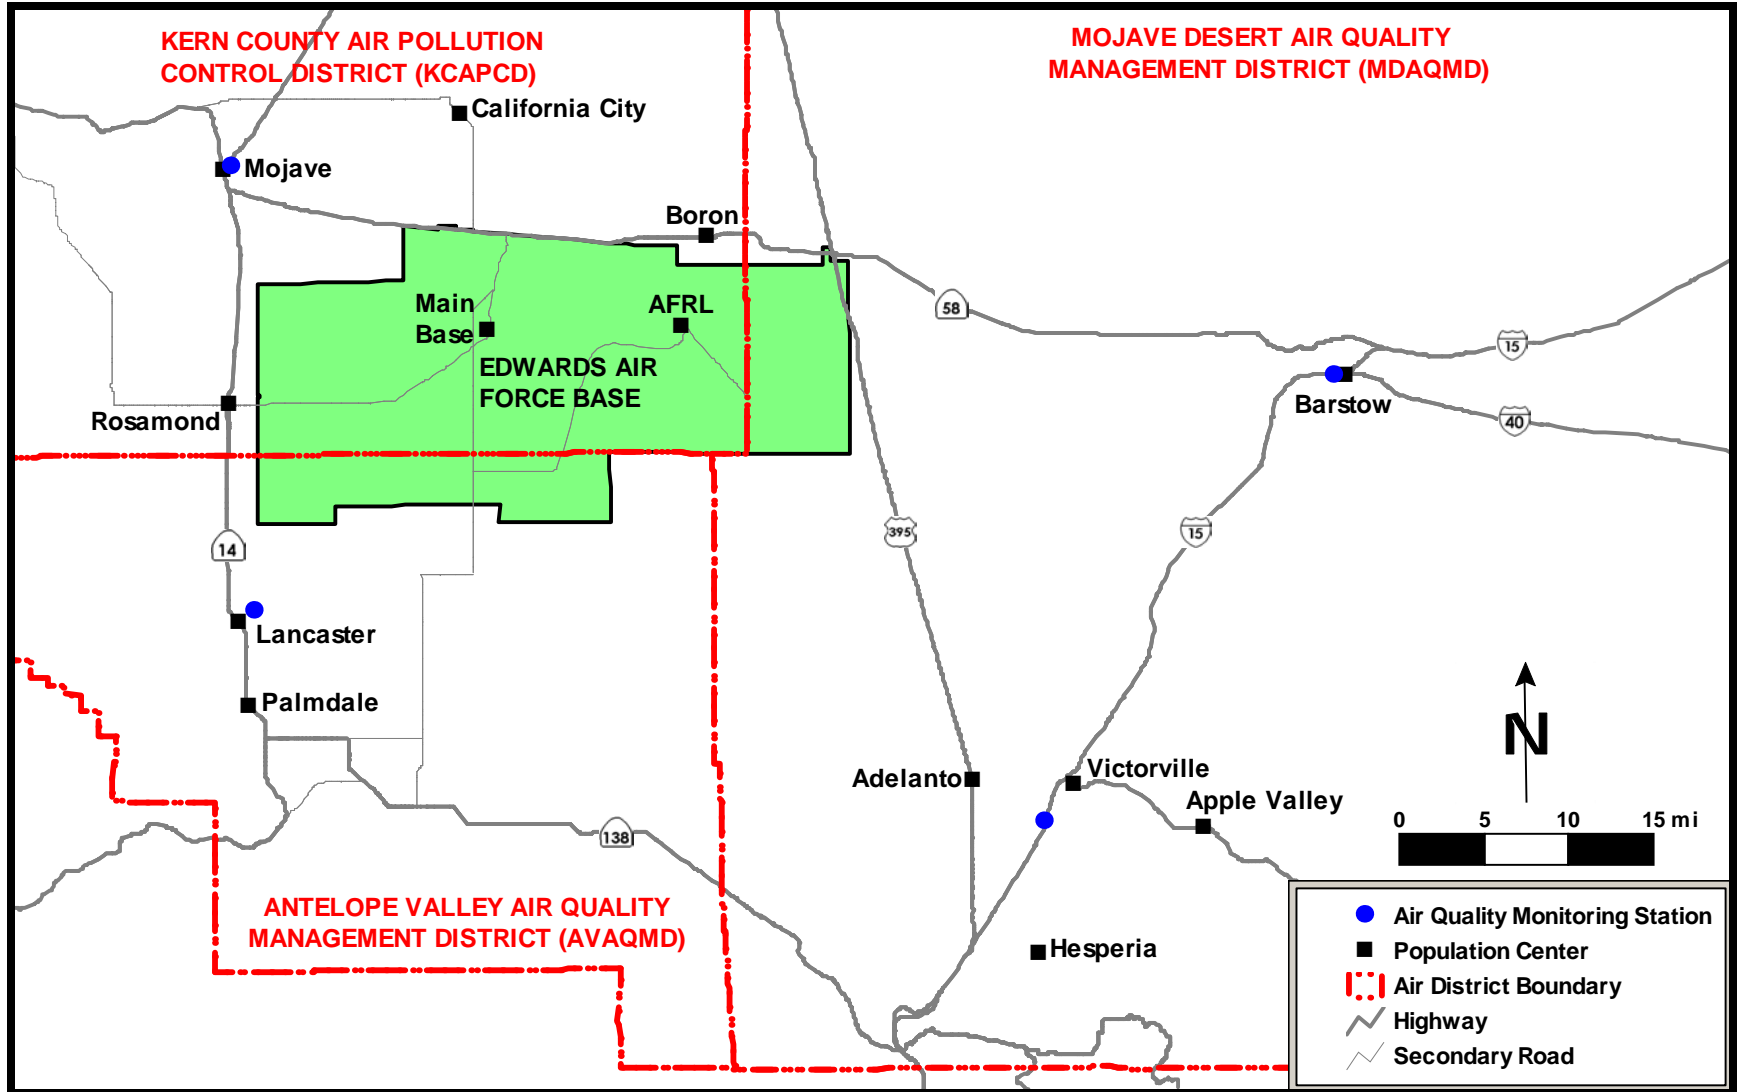 KERN COUNTY AIR POLLUTION
CONTROL DISTRICT (KCAPCD)
MOJAVE DESERT AIR QUALITY
MANAGEMENT DISTRICT (MDAQMD)
California City
Mojave
Boron
Main
Base
AFRL
58
15
EDWARDS AIR
FORCE BASE
Barstow
40
Rosamond
14
395
15
Lancaster
Palmdale
N
Adelanto
Victorville
Apple Valley
0 5 10 15 mi
138
ANTELOPE VALLEY AIR QUALITY
MANAGEMENT DISTRICT (AVAQMD)
Hesperia
Air Quality Monitoring Station
Population Center
Air District Boundary
Highway
Secondary Road